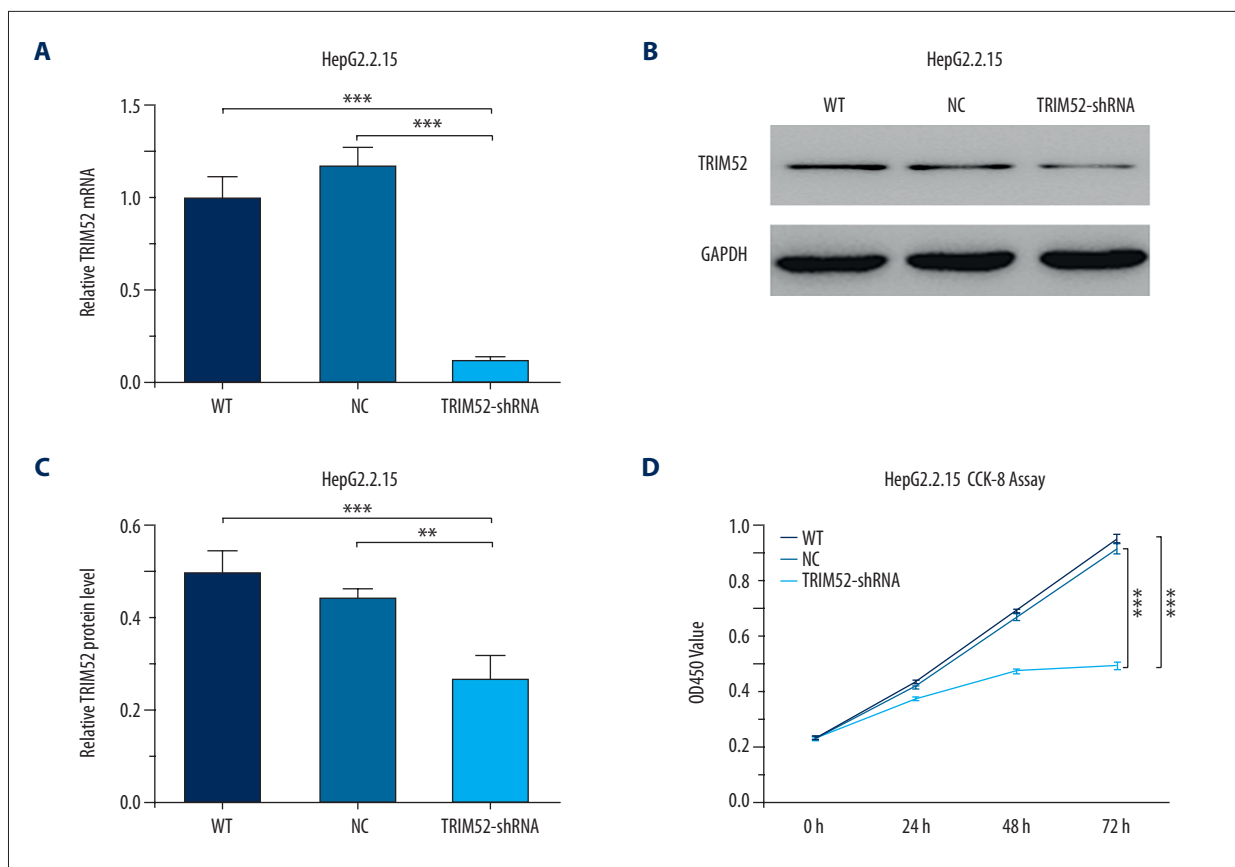 A
HepG2.2.15
Relative TRIM52 mRNA
1.5
1.0
0.5
0.0
***
***
WT NC TRIM52-shRNA
B
HepG2.2.15
WT NC TRIM52-shRNA
TRIM52
GAPDH
C
HepG2.2.15
Relative TRIM52 protein level
0.6
0.4
0.2
0.0
***
**
WT NC TRIM52-shRNA
D
HepG2.2.15 CCK-8 Assay
OD450 Value
1.0
0.8
0.6
0.4
0.2
0.0
WT
NC
TRIM52-shRNA
***
***
0 h 24 h 48 h 72 h